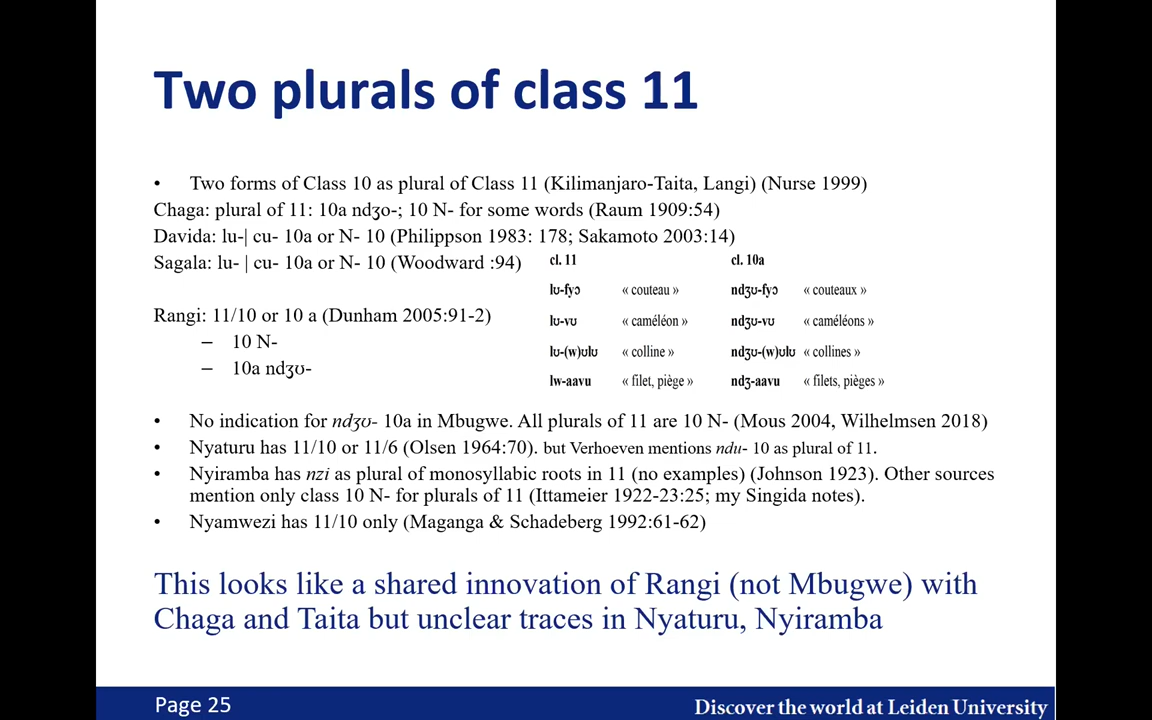 Two plurals of class 11
• Two forms of Class 10 as plural of Class 11 (Kilimanjaro-Taita, Langi) (Nurse 1999)
Chaga: plural of 11: 10a ndʒo-; 10 N- for some words (Raum 1909:54)
Davida: lu-| cu- 10a or N- 10 (Philippson 1983: 178; Sakamoto 2003:14)
Sagala: lu- | cu- 10a or N- 10 (Woodward :94)
Rangi: 11/10 or 10 a (Dunham 2005:91-2)
– 10 N-
– 10a ndʒʊ-
cl. 11 cl. 10a
lʊ-fyɔ « couteau » ndʒʊ-fyɔ « couteaux »
lʊ-vʊ « caméléon » ndʒʊ-vʊ « caméléons »
lʊ-(w)ʊlʊ « colline » ndʒʊ-(w)ʊlʊ « collines »
lw-aavu « filet, piège » ndʒ-aavu « filets, pièges »
• No indication for ndʒʊ- 10a in Mbugwe. All plurals of 11 are 10 N- (Mous 2004, Wilhelmsen 2018)
• Nyaturu has 11/10 or 11/6 (Olsen 1964:70). but Verhoeven mentions ndu- 10 as plural of 11.
• Nyiramba has nzi as plural of monosyllabic roots in 11 (no examples) (Johnson 1923). Other sources
mention only class 10 N- for plurals of 11 (Ittameier 1922-23:25; my Singida notes).
• Nyamwezi has 11/10 only (Maganga & Schadeberg 1992:61-62)
This looks like a shared innovation of Rangi (not Mbugwe) with
Chaga and Taita but unclear traces in Nyaturu, Nyiramba
Page 25
Discover the world at Leiden University